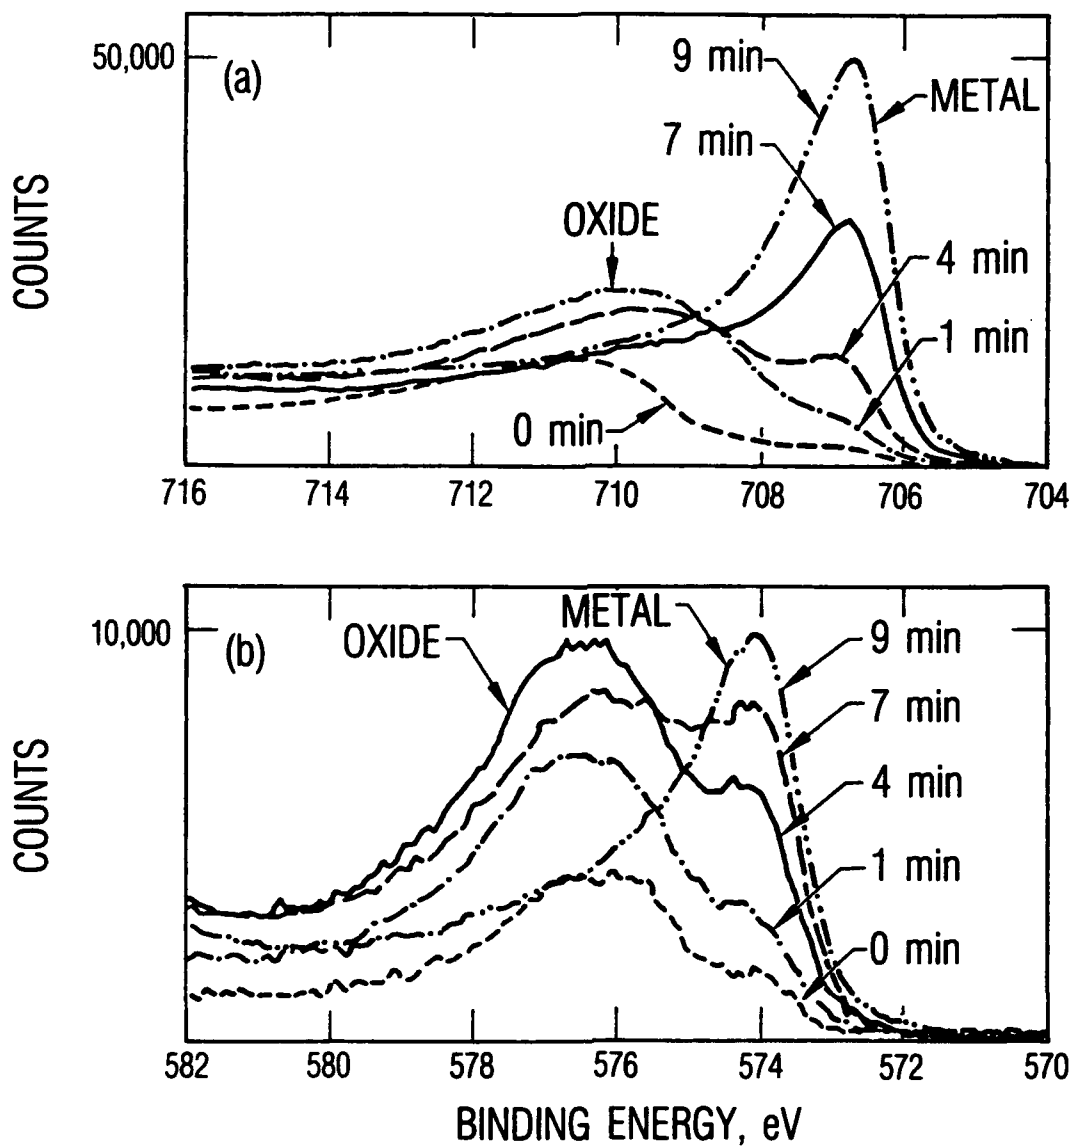 50,000
(a)
9 min
METAL
7 min
OXIDE
4 min
1 min
0 min
COUNTS
716 714 712 710 708 706 704
10,000
(b)
OXIDE
METAL
9 min
7 min
4 min
1 min
0 min
COUNTS
582 580 578 576 574 572 570
BINDING ENERGY, eV